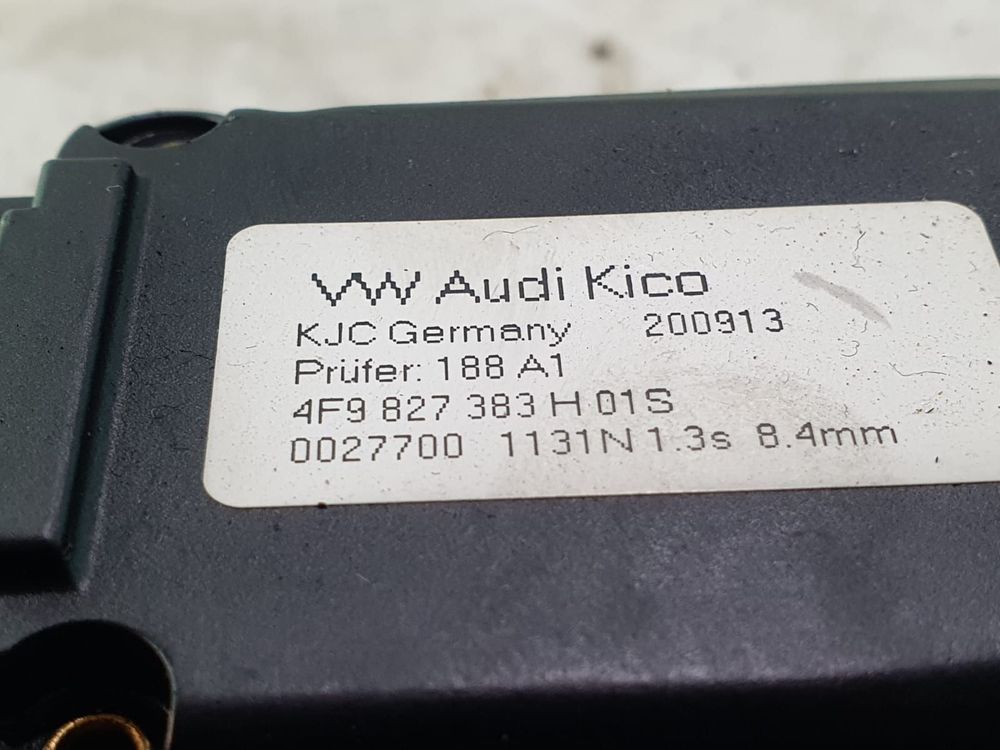 VW Audi Kico
KJC Germany 200913
Prüfer: 188 A1
4F9 827 383 H 01S
0027700 1131N 1.3s 8.4mm